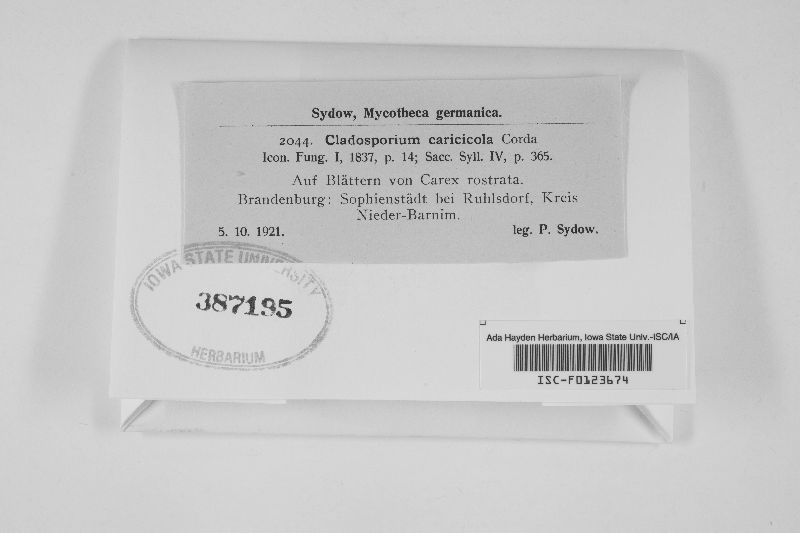 Sydow, Mycotheca germanica.
2044. Cladosporium caricicola Corda
Icon. Fung. I, 1837, p. 14; Sacc. Syll. IV, p. 365.
Auf Blättern von Carex rostrata.
Brandenburg: Sophienstädt bei Ruhlsdorf, Kreis
Nieder-Barnim.
5. 10. 1921. leg. P. Sydow.
IOWA STATE UNIVERSITY
387195
HERBARIUM
Ada Hayden Herbarium, Iowa State Univ.-ISC/IA
ISC-F0123674